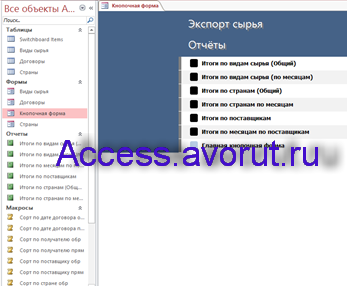 Все объекты А...
Поиск...
Таблицы
Switchboard Items
Виды сырья
Договоры
Страны
Формы
Виды сырья
Договоры
Кнопочная форма
Страны
Отчеты
Итоги по видам сырья (...
Итоги по видам
Итоги по месяцам по
Итоги по поставщикам
Итоги по странам (Общ...
Итоги по странам по ме...
Макросы
Сорт по дате договора о...
Сорт по дате договора п...
Сорт по получателю обр
Сорт по получателю прям
Сорт по поставщику обр
Сорт по поставщику прям
Сорт по стране обр
Кнопочная форма
Экспорт сырья
Отчёты
Итоги по видам сырья (Общий)
Итоги по видам сырья (по месяцам)
Итоги по странам (Общий)
Итоги по странам по месяцам
Итоги по поставщикам
Итоги по месяцам по поставщикам
Главная кнопочная форма
Access.avorut.ru